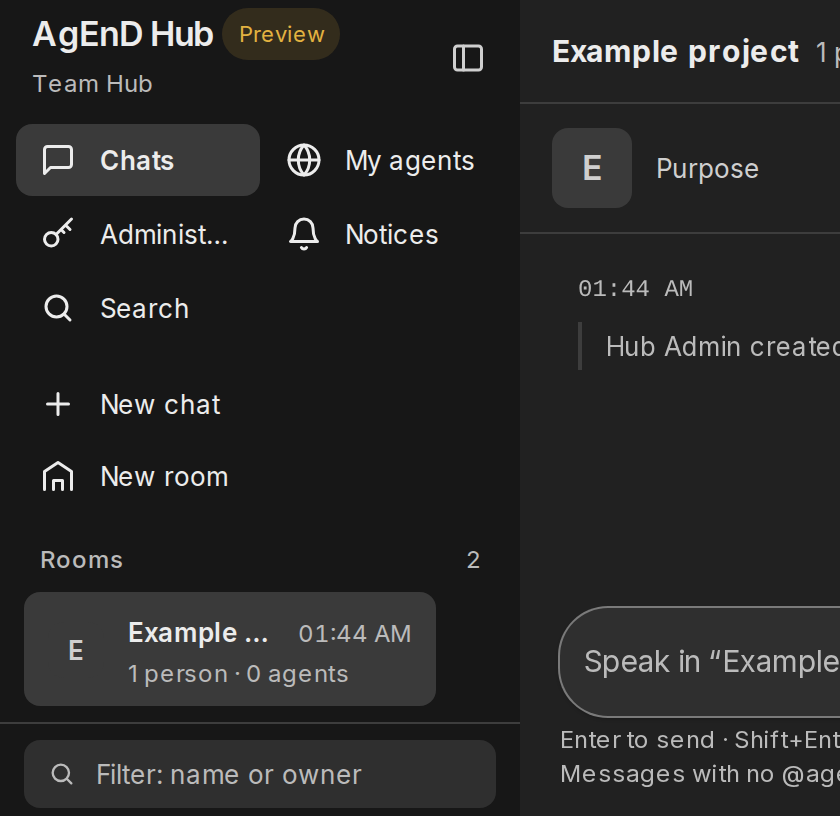 AgEnD Hub Preview
Team Hub
Chats
My agents
Administ...
Notices
Search
New chat
New room
Rooms 2
E
Example ... 01:44 AM
1 person · 0 agents
Filter: name or owner
Example project 1
E Purpose
01:44 AM
Hub Admin created
Speak in “Example
Enter to send · Shift+Ent
Messages with no @age